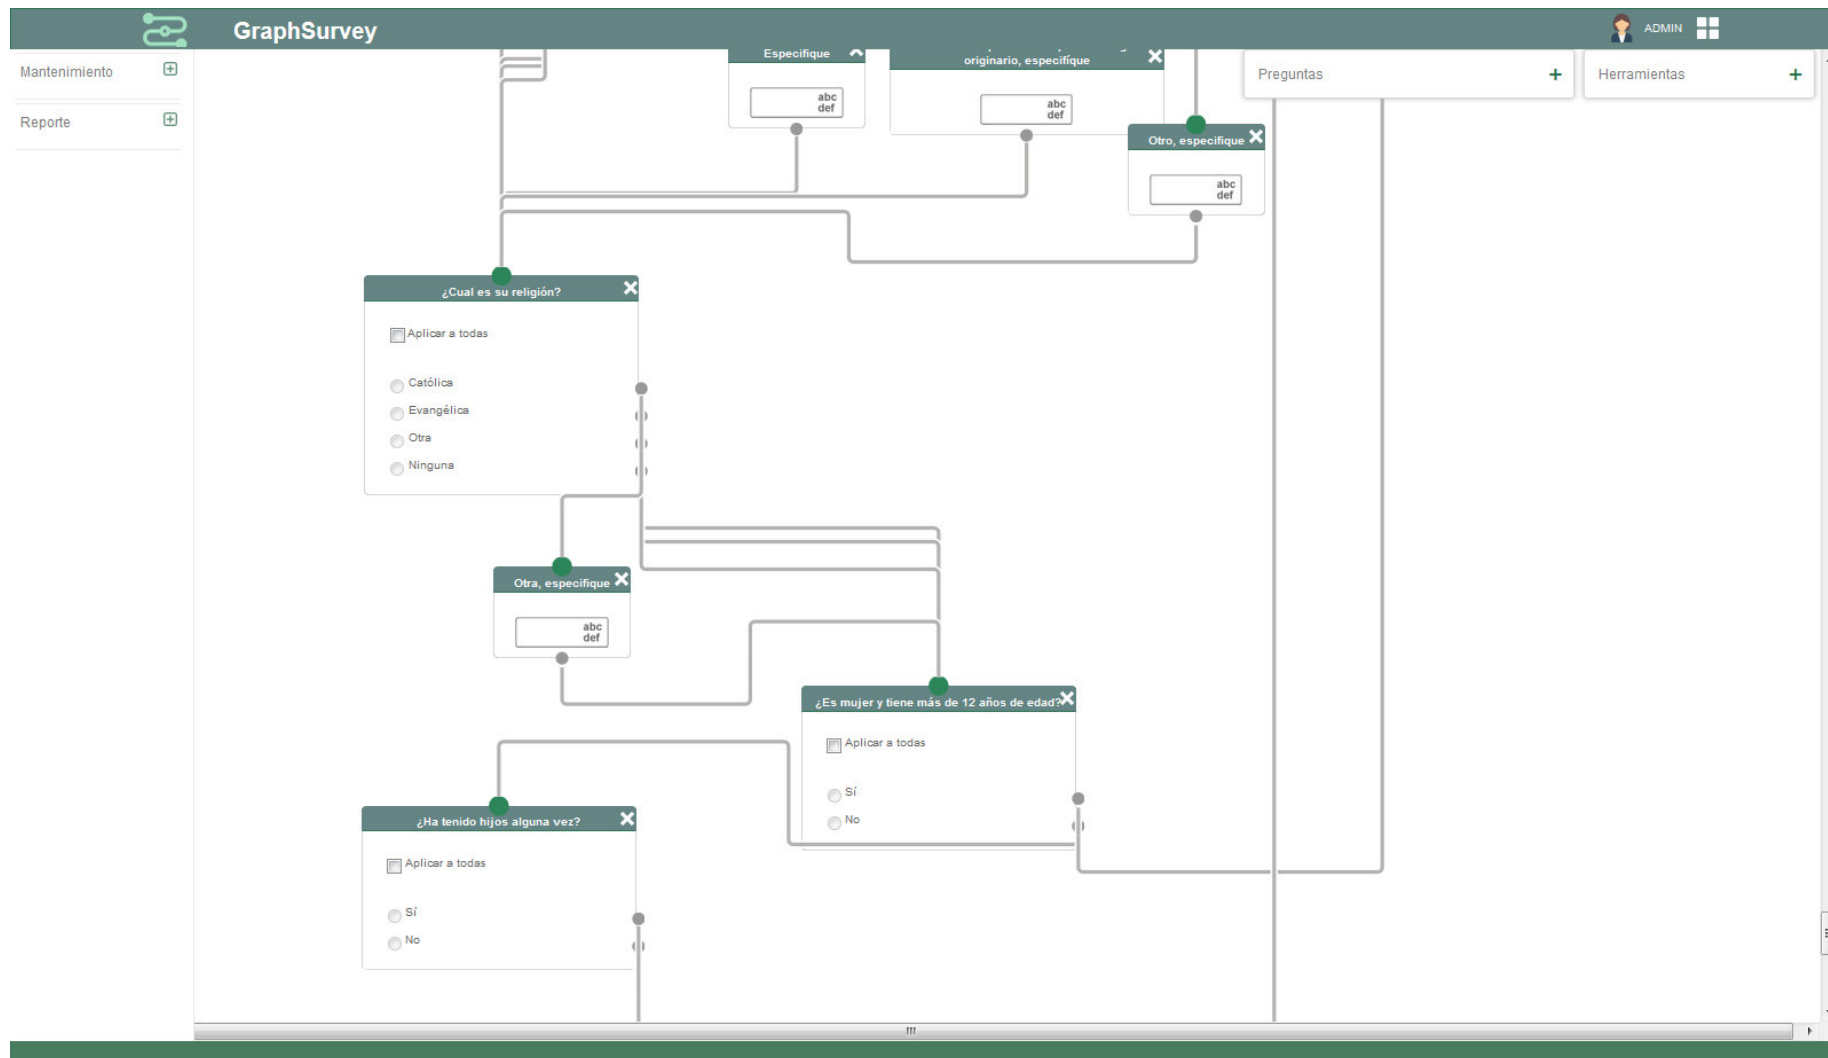 GraphSurvey
ADMIN
Mantenimiento
Reporte
Preguntas
Herramientas
Especifique
originario, especifique
abc
def
abc
def
Otro, especifique
abc
def
¿Cual es su religión?
Aplicar a todas
Católica
Evangélica
Otra
Ninguna
Otra, especifique
abc
def
¿Es mujer y tiene más de 12 años de edad?
Aplicar a todas
Sí
No
¿Ha tenido hijos alguna vez?
Aplicar a todas
Sí
No